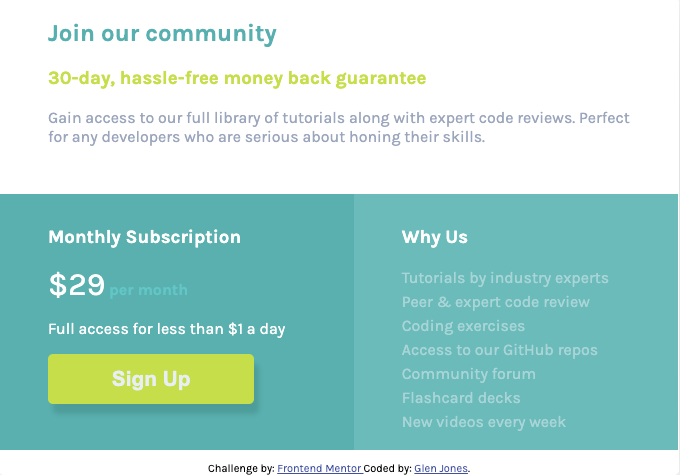 Join our community
30-day, hassle-free money back guarantee
Gain access to our full library of tutorials along with expert code reviews. Perfect
for any developers who are serious about honing their skills.
Monthly Subscription
$29 per month
Full access for less than $1 a day
Sign Up
Why Us
Tutorials by industry experts
Peer & expert code review
Coding exercises
Access to our GitHub repos
Community forum
Flashcard decks
New videos every week
Challenge by: Frontend Mentor Coded by: Glen Jones.